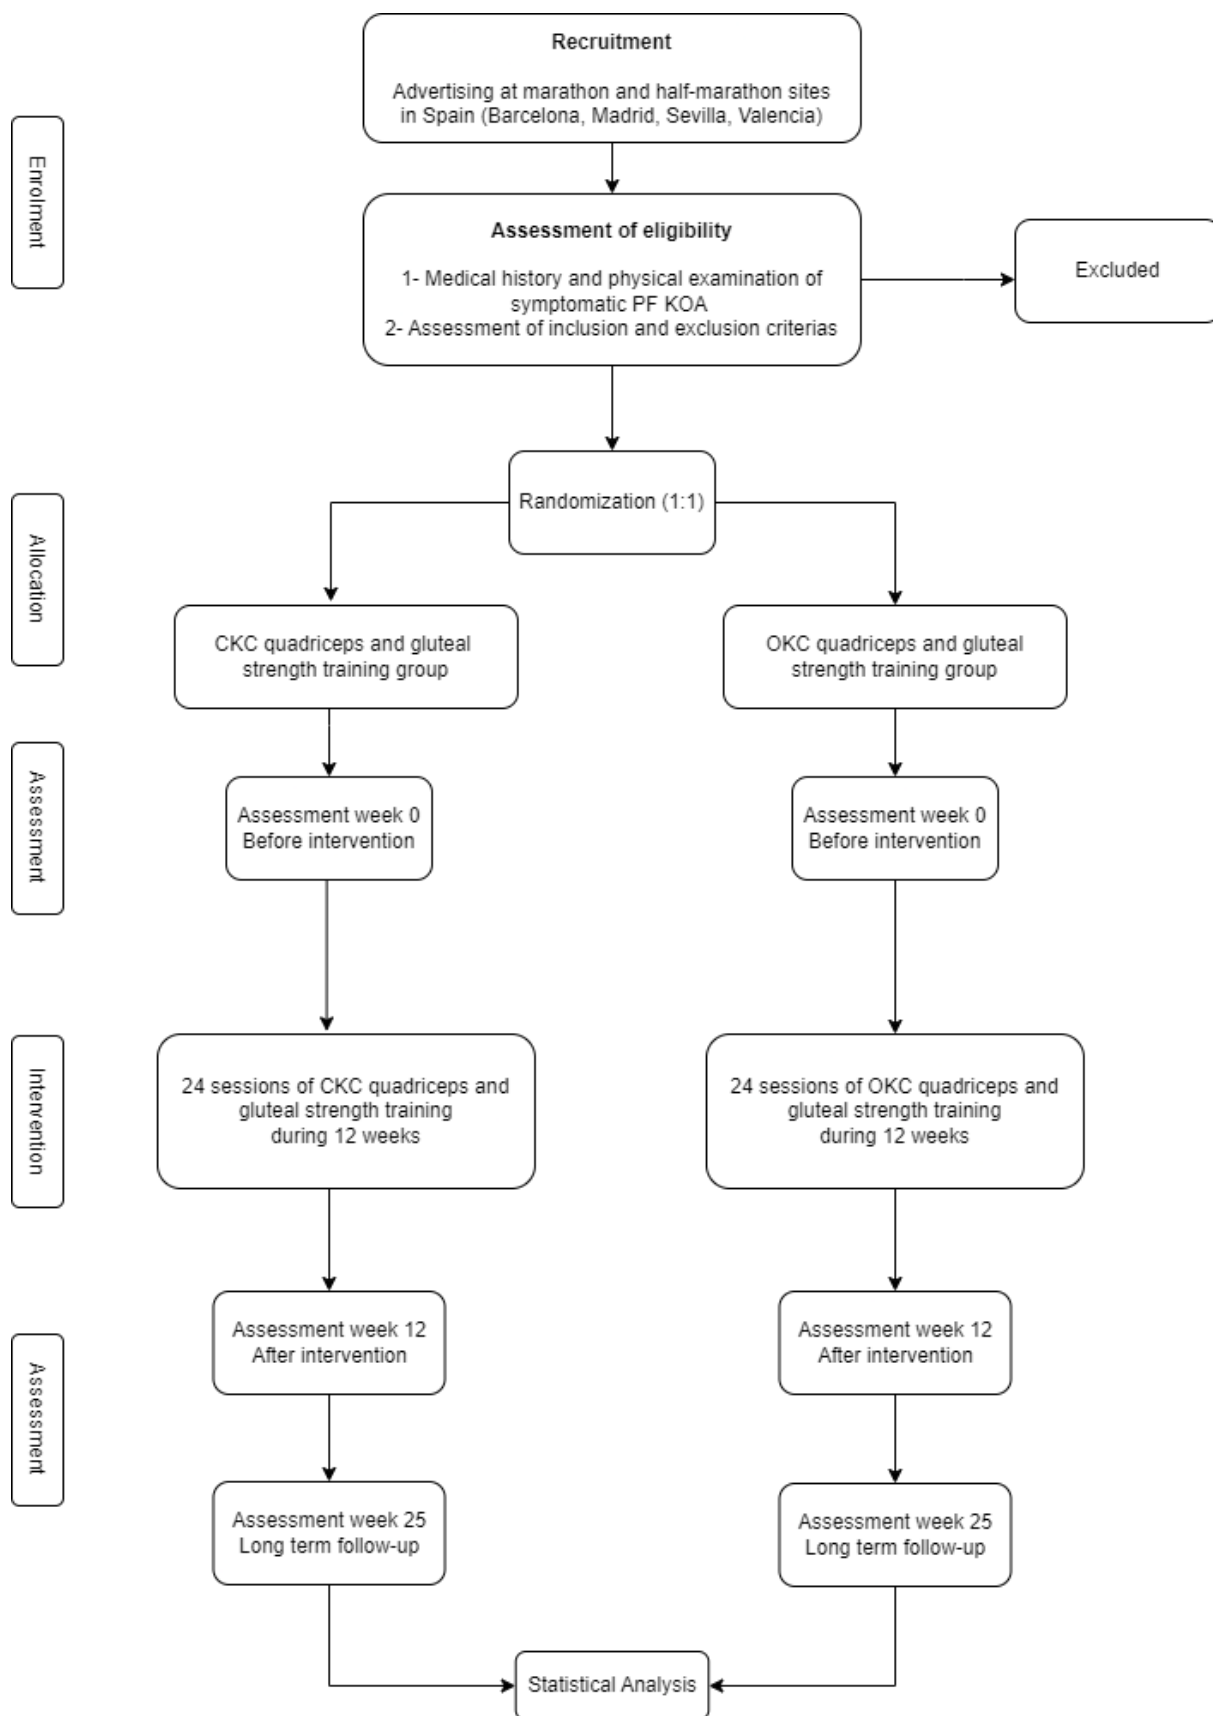 Recruitment
Advertising at marathon and half-marathon sites
in Spain (Barcelona, Madrid, Sevilla, Valencia)
Enrolment
Assessment of eligibility
1- Medical history and physical examination of
symptomatic PF KOA
2- Assessment of inclusion and exclusion criterias
Excluded
Randomization (1:1)
Allocation
CKC quadriceps and gluteal
strength training group
OKC quadriceps and gluteal
strength training group
Assessment
Assessment week 0
Before intervention
Assessment week 0
Before intervention
Intervention
24 sessions of CKC quadriceps and
gluteal strength training
during 12 weeks
24 sessions of OKC quadriceps and
gluteal strength training
during 12 weeks
Assessment week 12
After intervention
Assessment week 12
After intervention
Assessment
Assessment week 25
Long term follow-up
Assessment week 25
Long term follow-up
Statistical Analysis